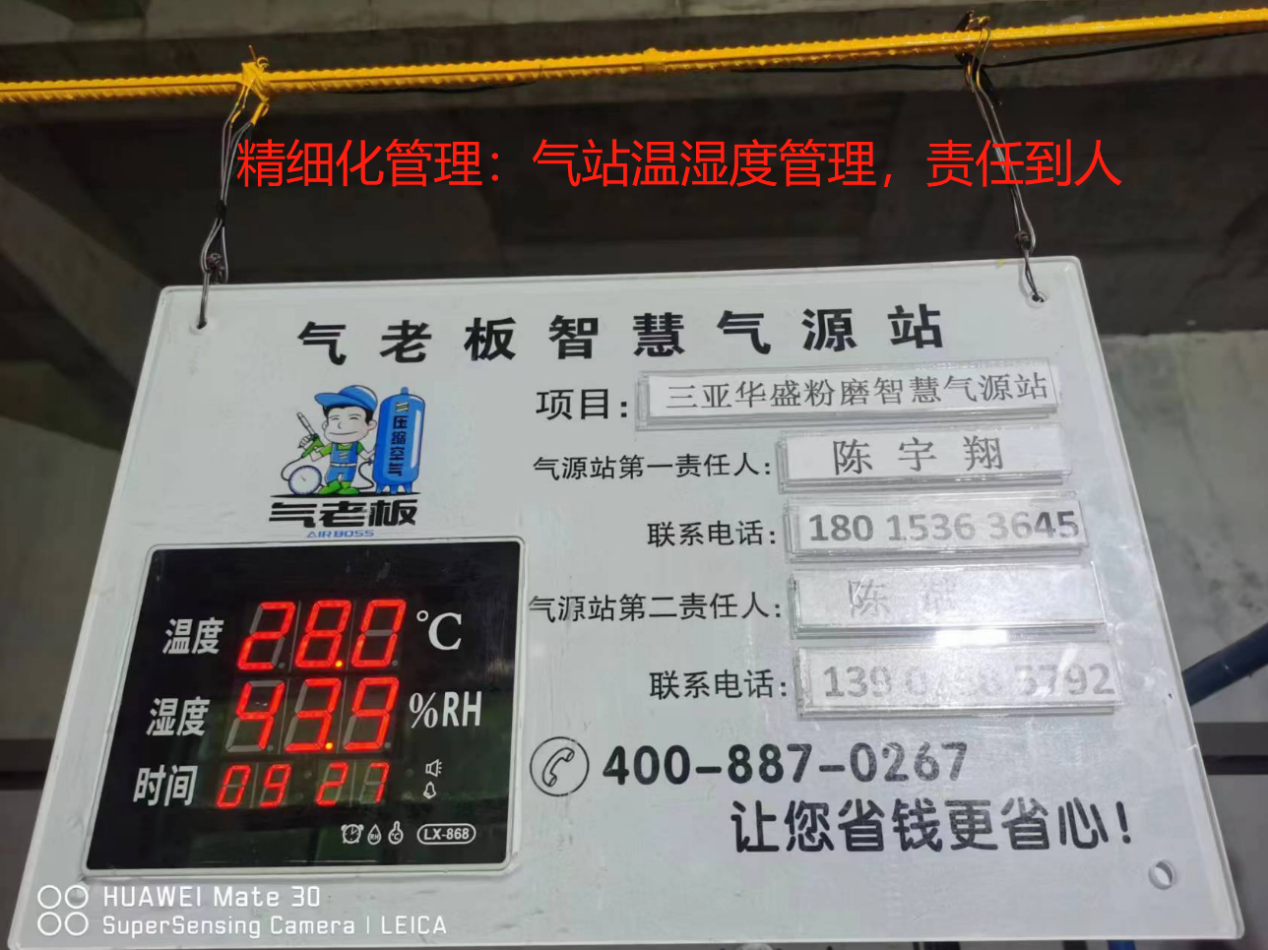 精细化管理：气站温湿度管理，责任到人
气老板智慧气源站
项目：三亚华盛粉磨智慧气源站
压缩空气
气老板
AIR BOSS
气源站第一责任人：陈宇翔
联系电话：180 1536 3645
气源站第二责任人：陈
联系电话：139
温度 28.0 °C
湿度 43.9 %RH
时间 09 27
RH
°C
LX-868
400-887-0267
让您省钱更省心！
HUAWEI Mate 30
SuperSensing Camera | LEICA